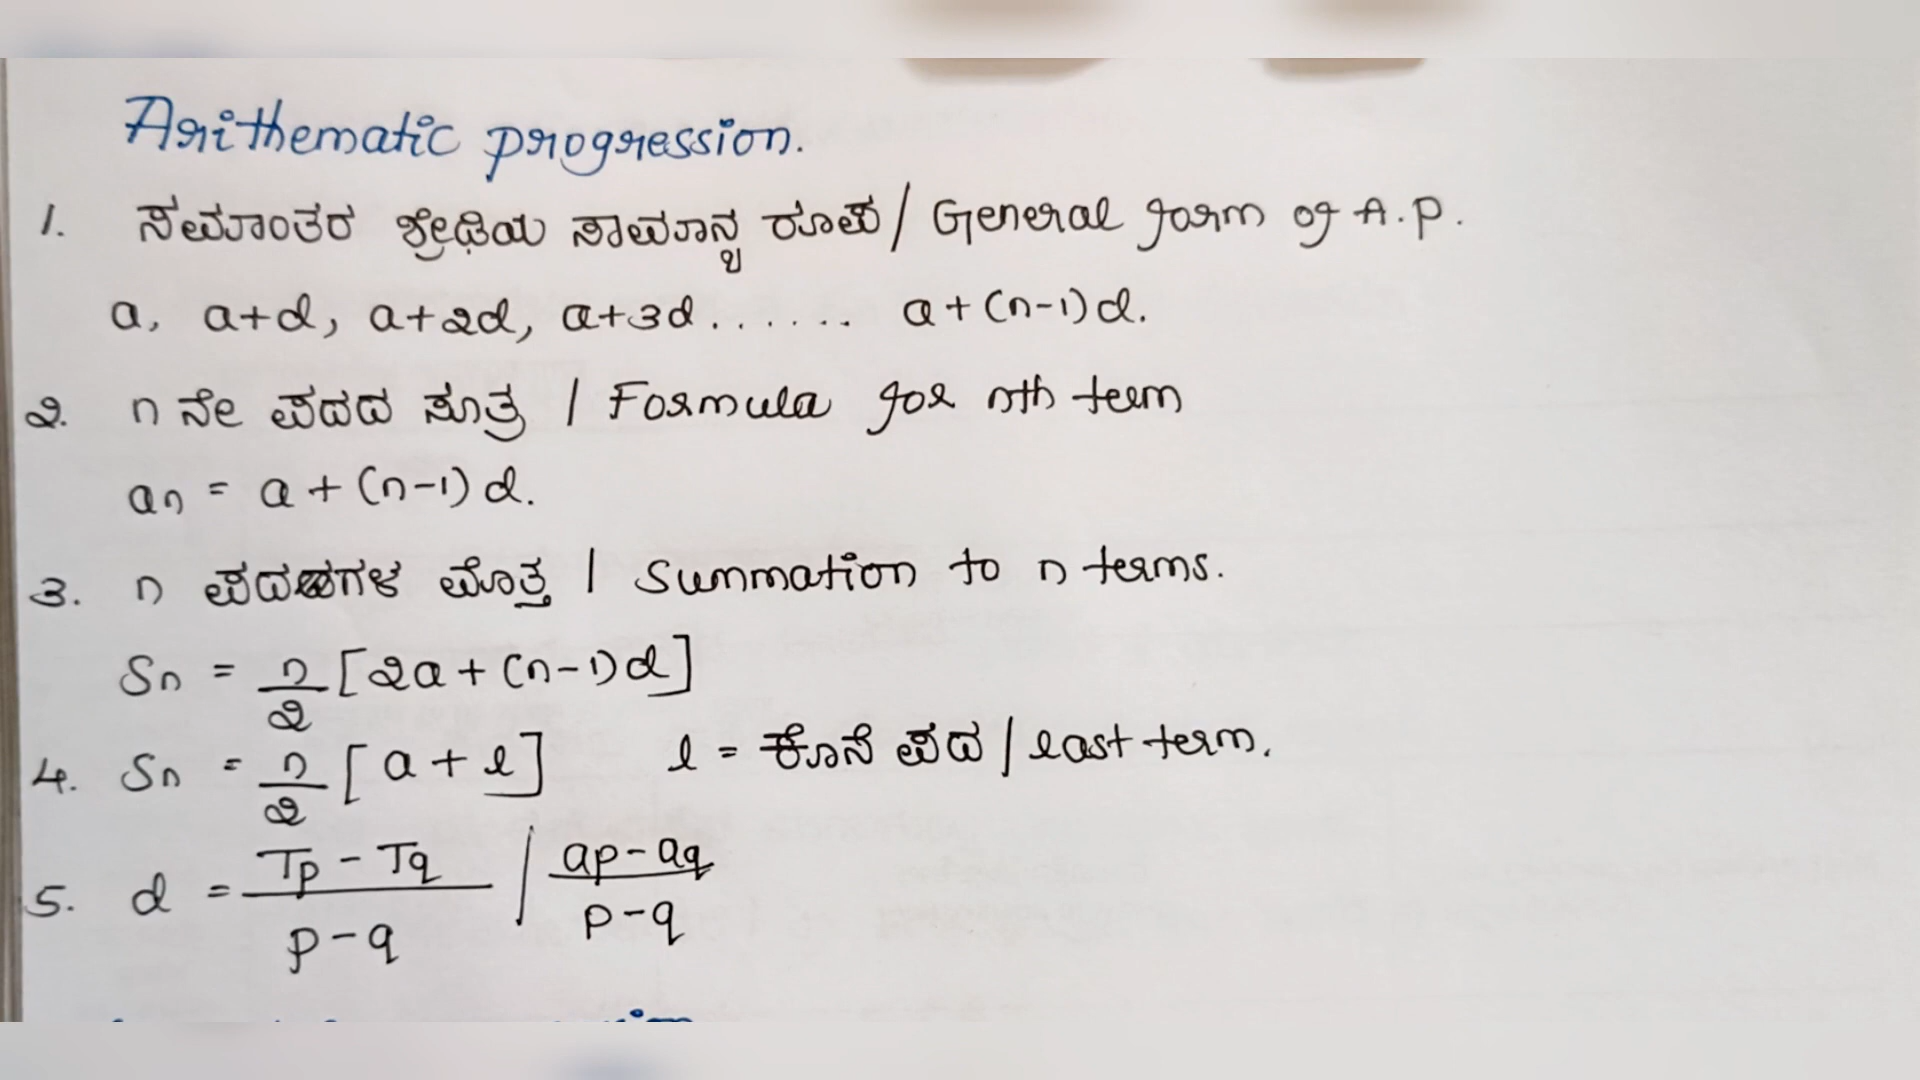 Arithematic progression.
1. ಸಮಾಂತರ ಶ್ರೇಢಿಯ ಸಾಮಾನ್ಯ ರೂಪ / General form of A.P.
a, a+d, a+2d, a+3d...... a+(n-1)d.
2. n ನೇ ಪದದ ಸೂತ್ರ / Formula for nth term
an = a+(n-1)d.
3. n ಪದಗಳ ಮೊತ್ತ / Summation to n terms.
Sn = n/2 [2a+(n-1)d]
4. Sn = n/2 [a+l] l = ಕೊನೆ ಪದ / last term.
5. d = Tp-Tq / p-q | ap-aq / p-q